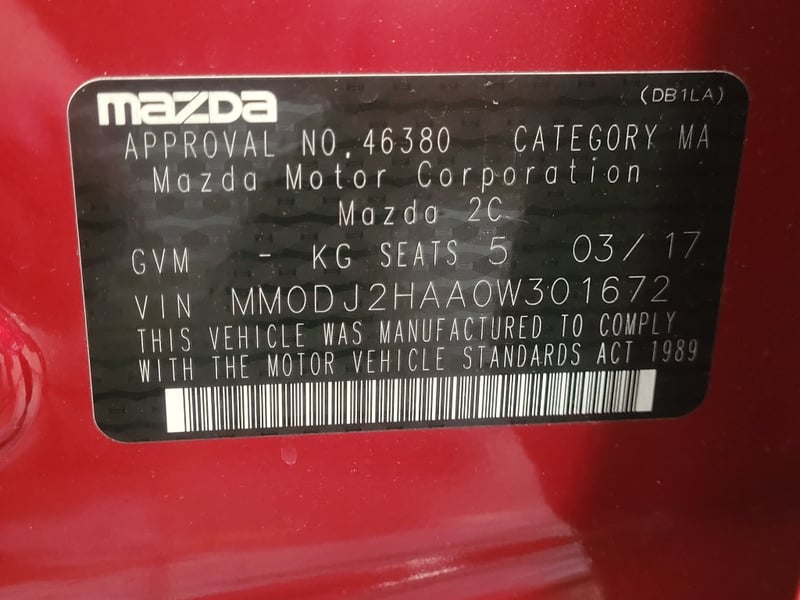 mazda (DB1LA)
APPROVAL NO.46380 CATEGORY MA
Mazda Motor Corporation
Mazda 2C
GVM - KG SEATS 5 03/17
VIN MM0DJ2HAA0W301672
THIS VEHICLE WAS MANUFACTURED TO COMPLY
WITH THE MOTOR VEHICLE STANDARDS ACT 1989